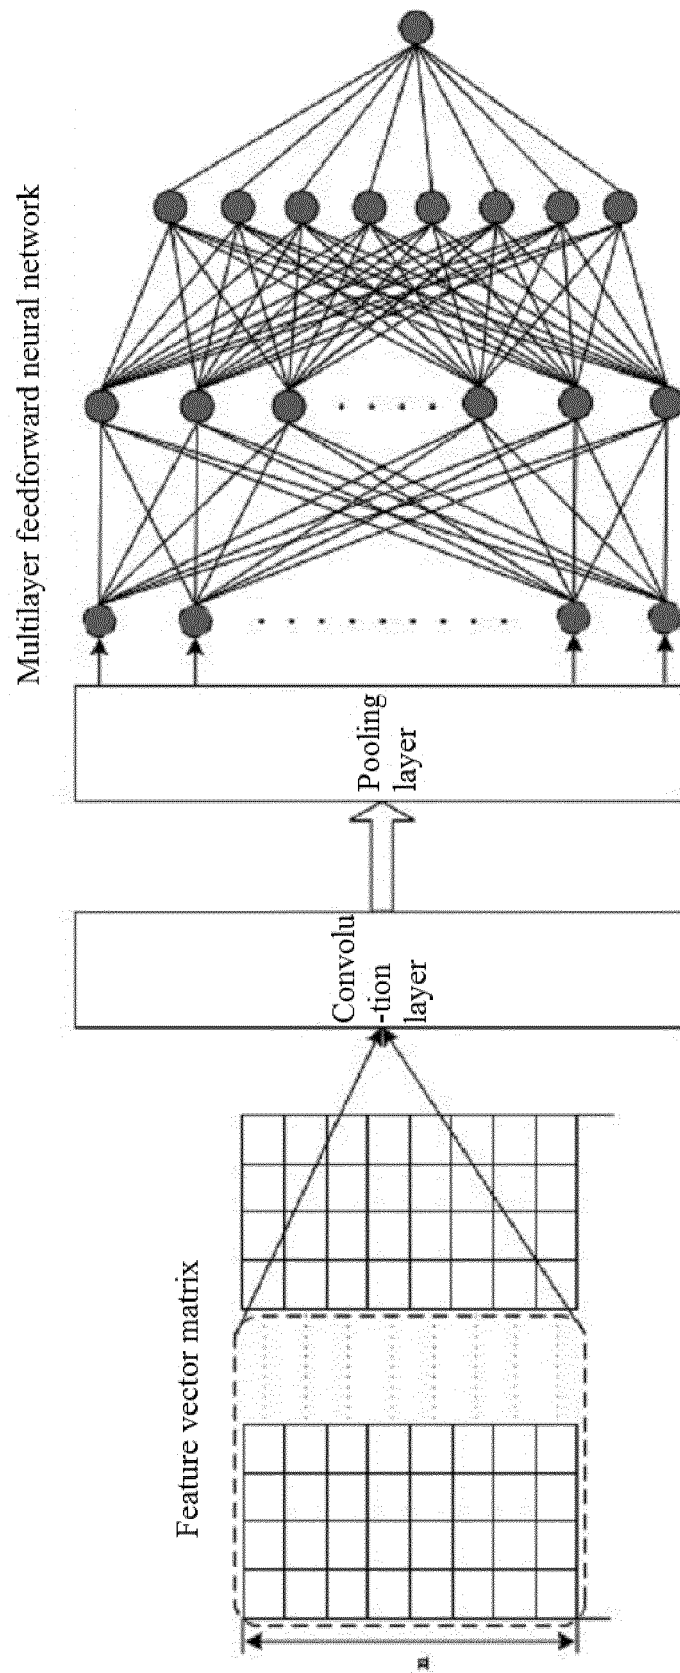 Feature vector matrix
n
Convolu
-tion
layer
Pooling
layer
Multilayer feedforward neural network